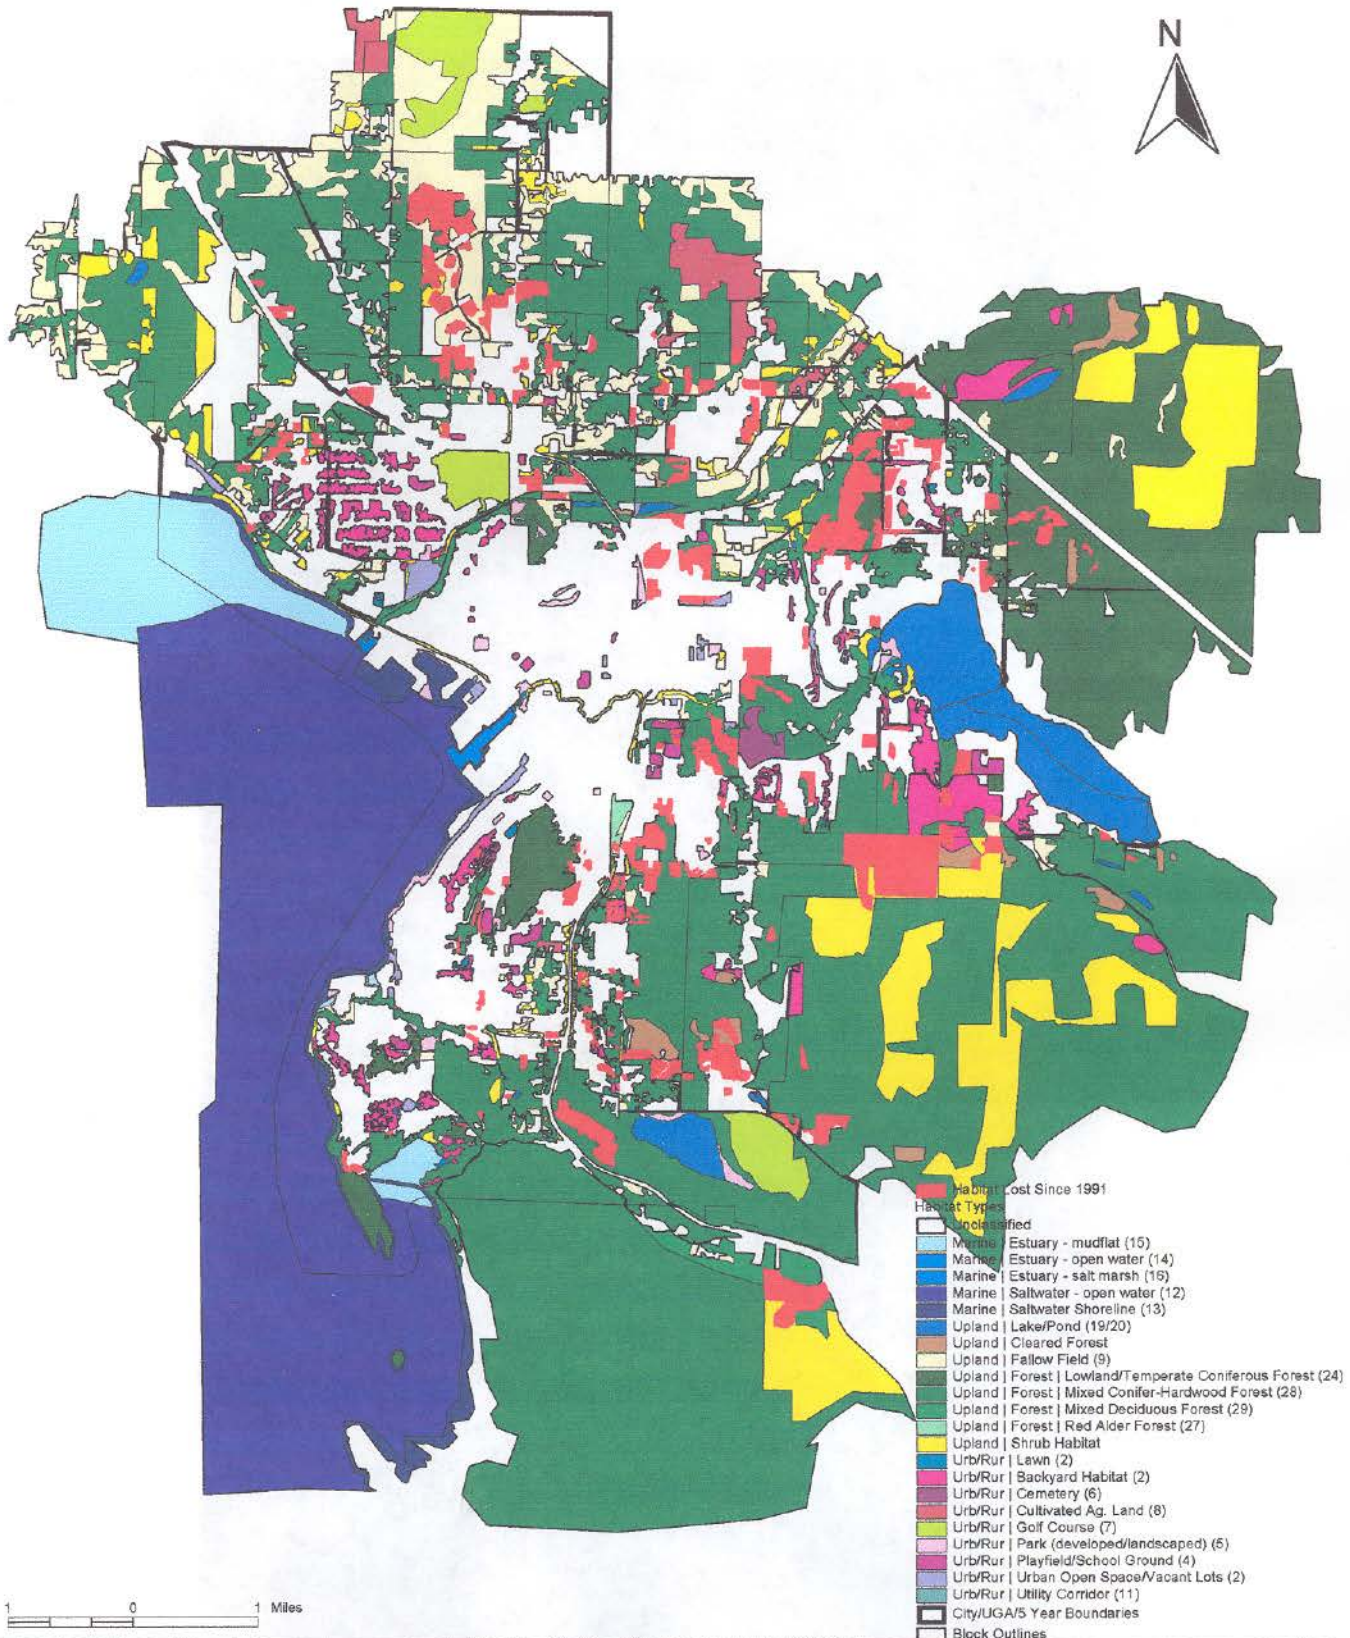 N
Habitat Lost Since 1991
Habitat Types
Unclassified
Marine | Estuary - mudflat (15)
Marine | Estuary - open water (14)
Marine | Estuary - salt marsh (16)
Marine | Saltwater - open water (12)
Marine | Saltwater Shoreline (13)
Upland | Lake/Pond (19/20)
Upland | Cleared Forest
Upland | Fallow Field (9)
Upland | Forest | Lowland/Temperate Coniferous Forest (24)
Upland | Forest | Mixed Conifer-Hardwood Forest (28)
Upland | Forest | Mixed Deciduous Forest (29)
Upland | Forest | Red Alder Forest (27)
Upland | Shrub Habitat
Urb/Rur | Lawn (2)
Urb/Rur | Backyard Habitat (2)
Urb/Rur | Cemetery (6)
Urb/Rur | Cultivated Ag. Land (8)
Urb/Rur | Golf Course (7)
Urb/Rur | Park (developed/landscaped) (5)
Urb/Rur | Playfield/School Ground (4)
Urb/Rur | Urban Open Space/Vacant Lots (2)
Urb/Rur | Utility Corridor (11)
City/UGA/5 Year Boundaries
Block Outlines
1 0 1 Miles